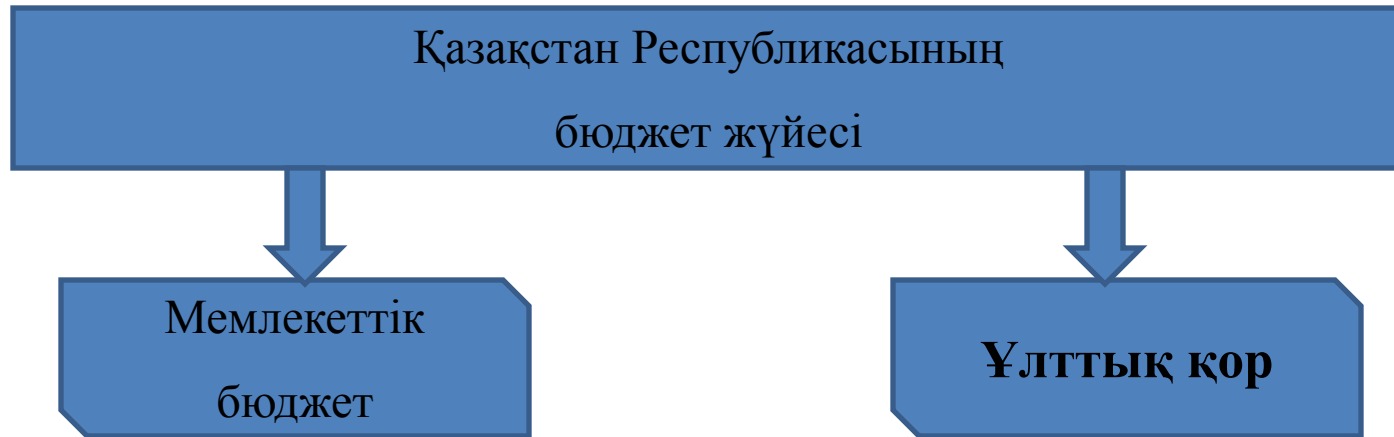 Қазақстан Республикасының
бюджет жүйесі
Мемлекеттік
бюджет
Ұлттық қор